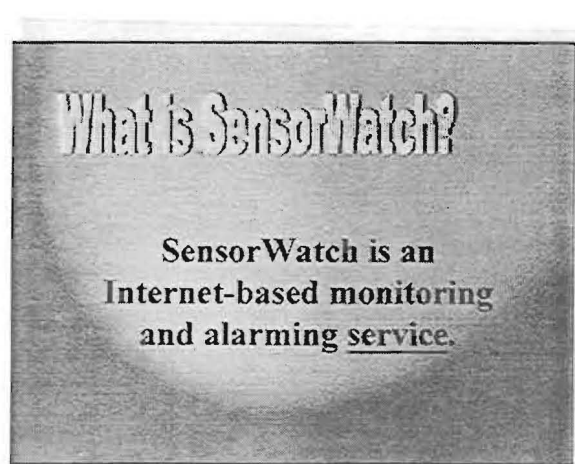 What is SensorWatch?
SensorWatch is an
Internet-based monitoring
and alarming service.